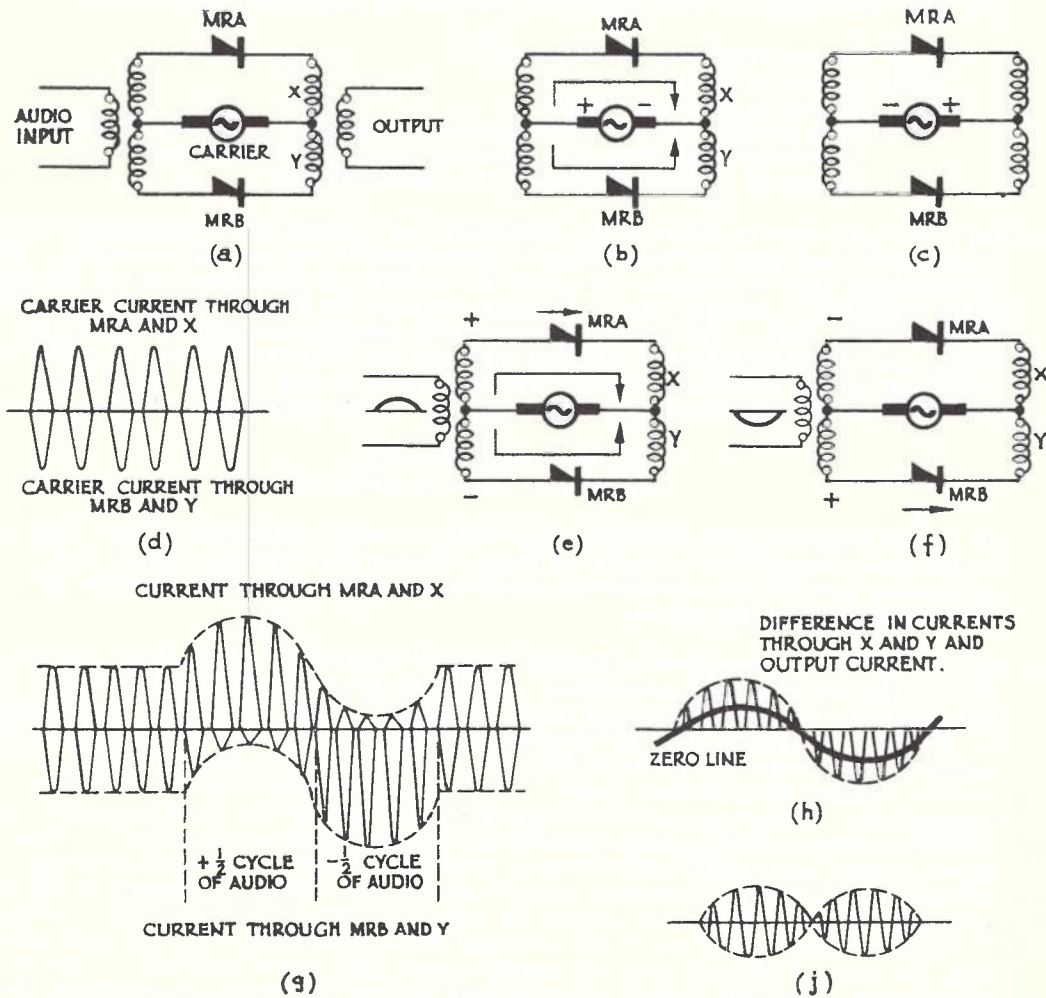 MRA
AUDIO
INPUT
X
CARRIER
Y
OUTPUT
MRB
(a)
MRA
+ -
X
Y
MRB
(b)
MRA
- +
MRB
(c)
CARRIER CURRENT THROUGH
MRA AND X
CARRIER CURRENT THROUGH
MRB AND Y
(d)
+
MRA
X
Y
-
MRB
(e)
-
MRA
X
Y
+
MRB
(f)
CURRENT THROUGH MRA AND X
+ 1/2 CYCLE
OF AUDIO
- 1/2 CYCLE
OF AUDIO
CURRENT THROUGH MRB AND Y
(g)
DIFFERENCE IN CURRENTS
THROUGH X AND Y AND
OUTPUT CURRENT.
ZERO LINE
(h)
(j)